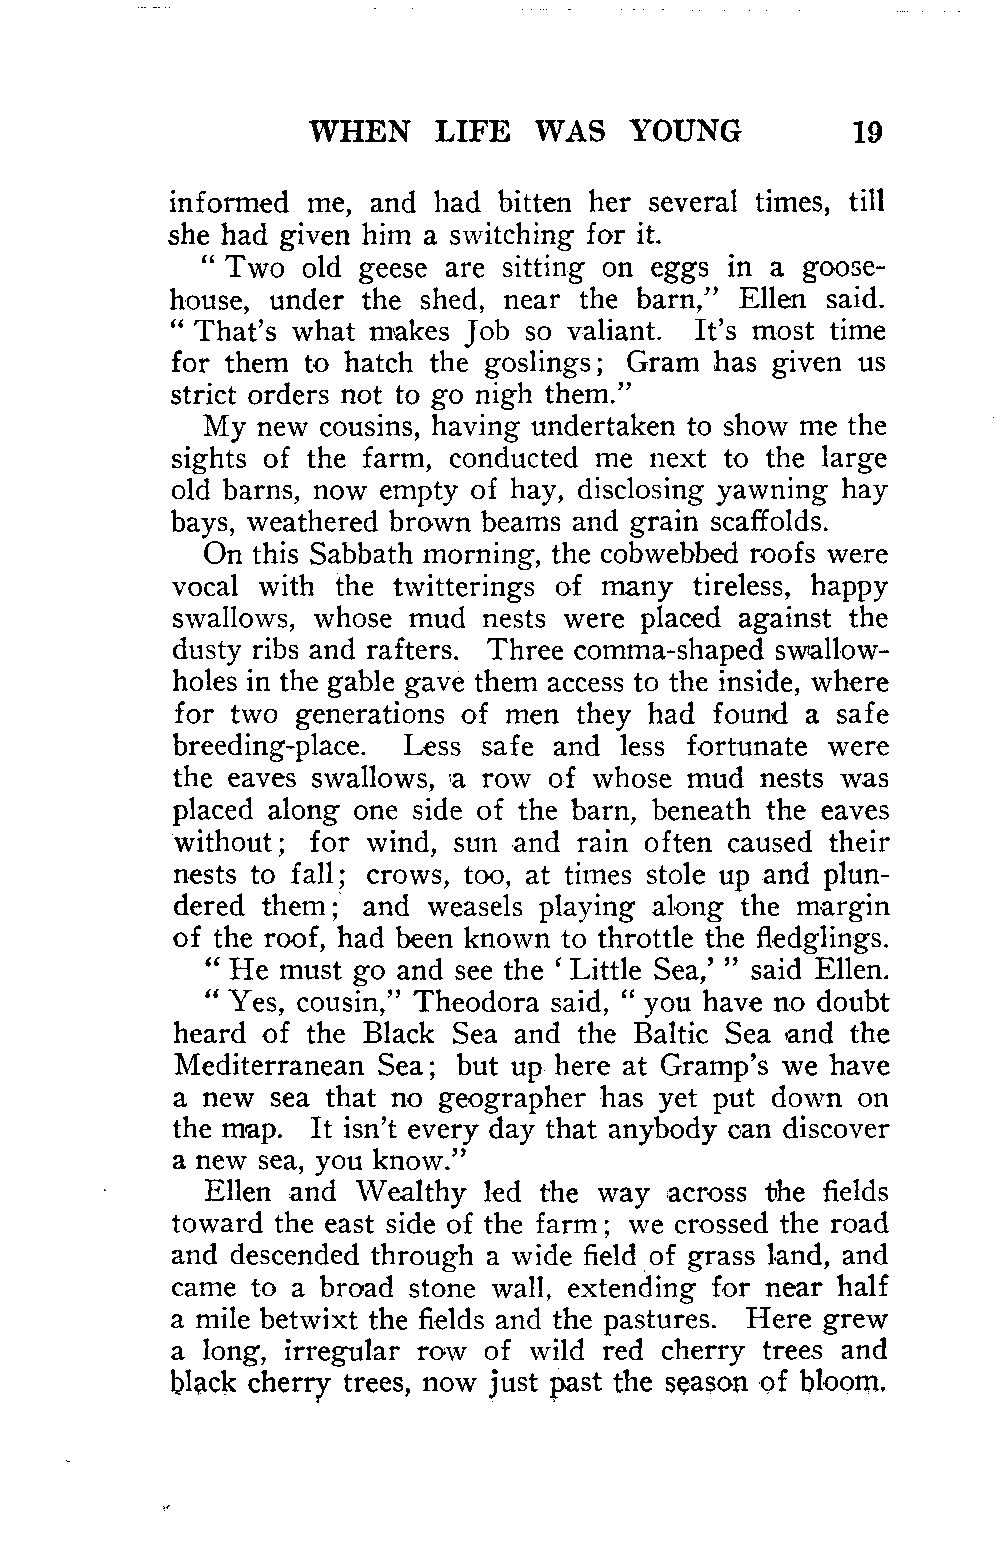 WHEN LIFE WAS YOUNG 19
informed me, and had bitten her several times, till
she had given him a switching for it.
“ Two old geese are sitting on eggs in a goose-
house, under the shed, near the barn,” Ellen said.
“ That’s what makes Job so valiant. It’s most time
for them to hatch the goslings; Gram has given us
strict orders not to go nigh them.”
My new cousins, having undertaken to show me the
sights of the farm, conducted me next to the large
old barns, now empty of hay, disclosing yawning hay
bays, weathered brown beams and grain scaffolds.
On this Sabbath morning, the cobwebbed roofs were
vocal with the twitterings of many tireless, happy
swallows, whose mud nests were placed against the
dusty ribs and rafters. Three comma-shaped swallow-
holes in the gable gave them access to the inside, where
for two generations of men they had found a safe
breeding-place. Less safe and less fortunate were
the eaves swallows, a row of whose mud nests was
placed along one side of the barn, beneath the eaves
without; for wind, sun and rain often caused their
nests to fall; crows, too, at times stole up and plun-
dered them; and weasels playing along the margin
of the roof, had been known to throttle the fledglings.
“ He must go and see the ‘ Little Sea,’ ” said Ellen.
“ Yes, cousin,” Theodora said, “ you have no doubt
heard of the Black Sea and the Baltic Sea and the
Mediterranean Sea; but up here at Gramp’s we have
a new sea that no geographer has yet put down on
the map. It isn’t every day that anybody can discover
a new sea, you know.”
Ellen and Wealthy led the way across the fields
toward the east side of the farm; we crossed the road
and descended through a wide field of grass land, and
came to a broad stone wall, extending for near half
a mile betwixt the fields and the pastures. Here grew
a long, irregular row of wild red cherry trees and
black cherry trees, now just past the season of bloom.